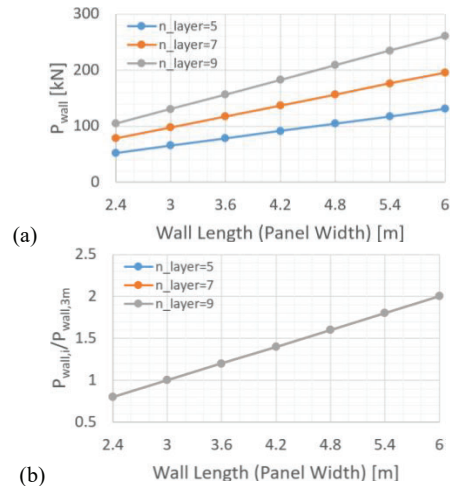 300
n_layer=5
n_layer=7
n_layer=9
200
100
0
P_wall [kN]
2.4 3 3.6 4.2 4.8 5.4 6
Wall Length (Panel Width) [m]
(a)
2.5
n_layer=5
n_layer=7
n_layer=9
2
1.5
1
0.5
P_wall,i/P_wall,3m
2.4 3 3.6 4.2 4.8 5.4 6
Wall Length (Panel Width) [m]
(b)